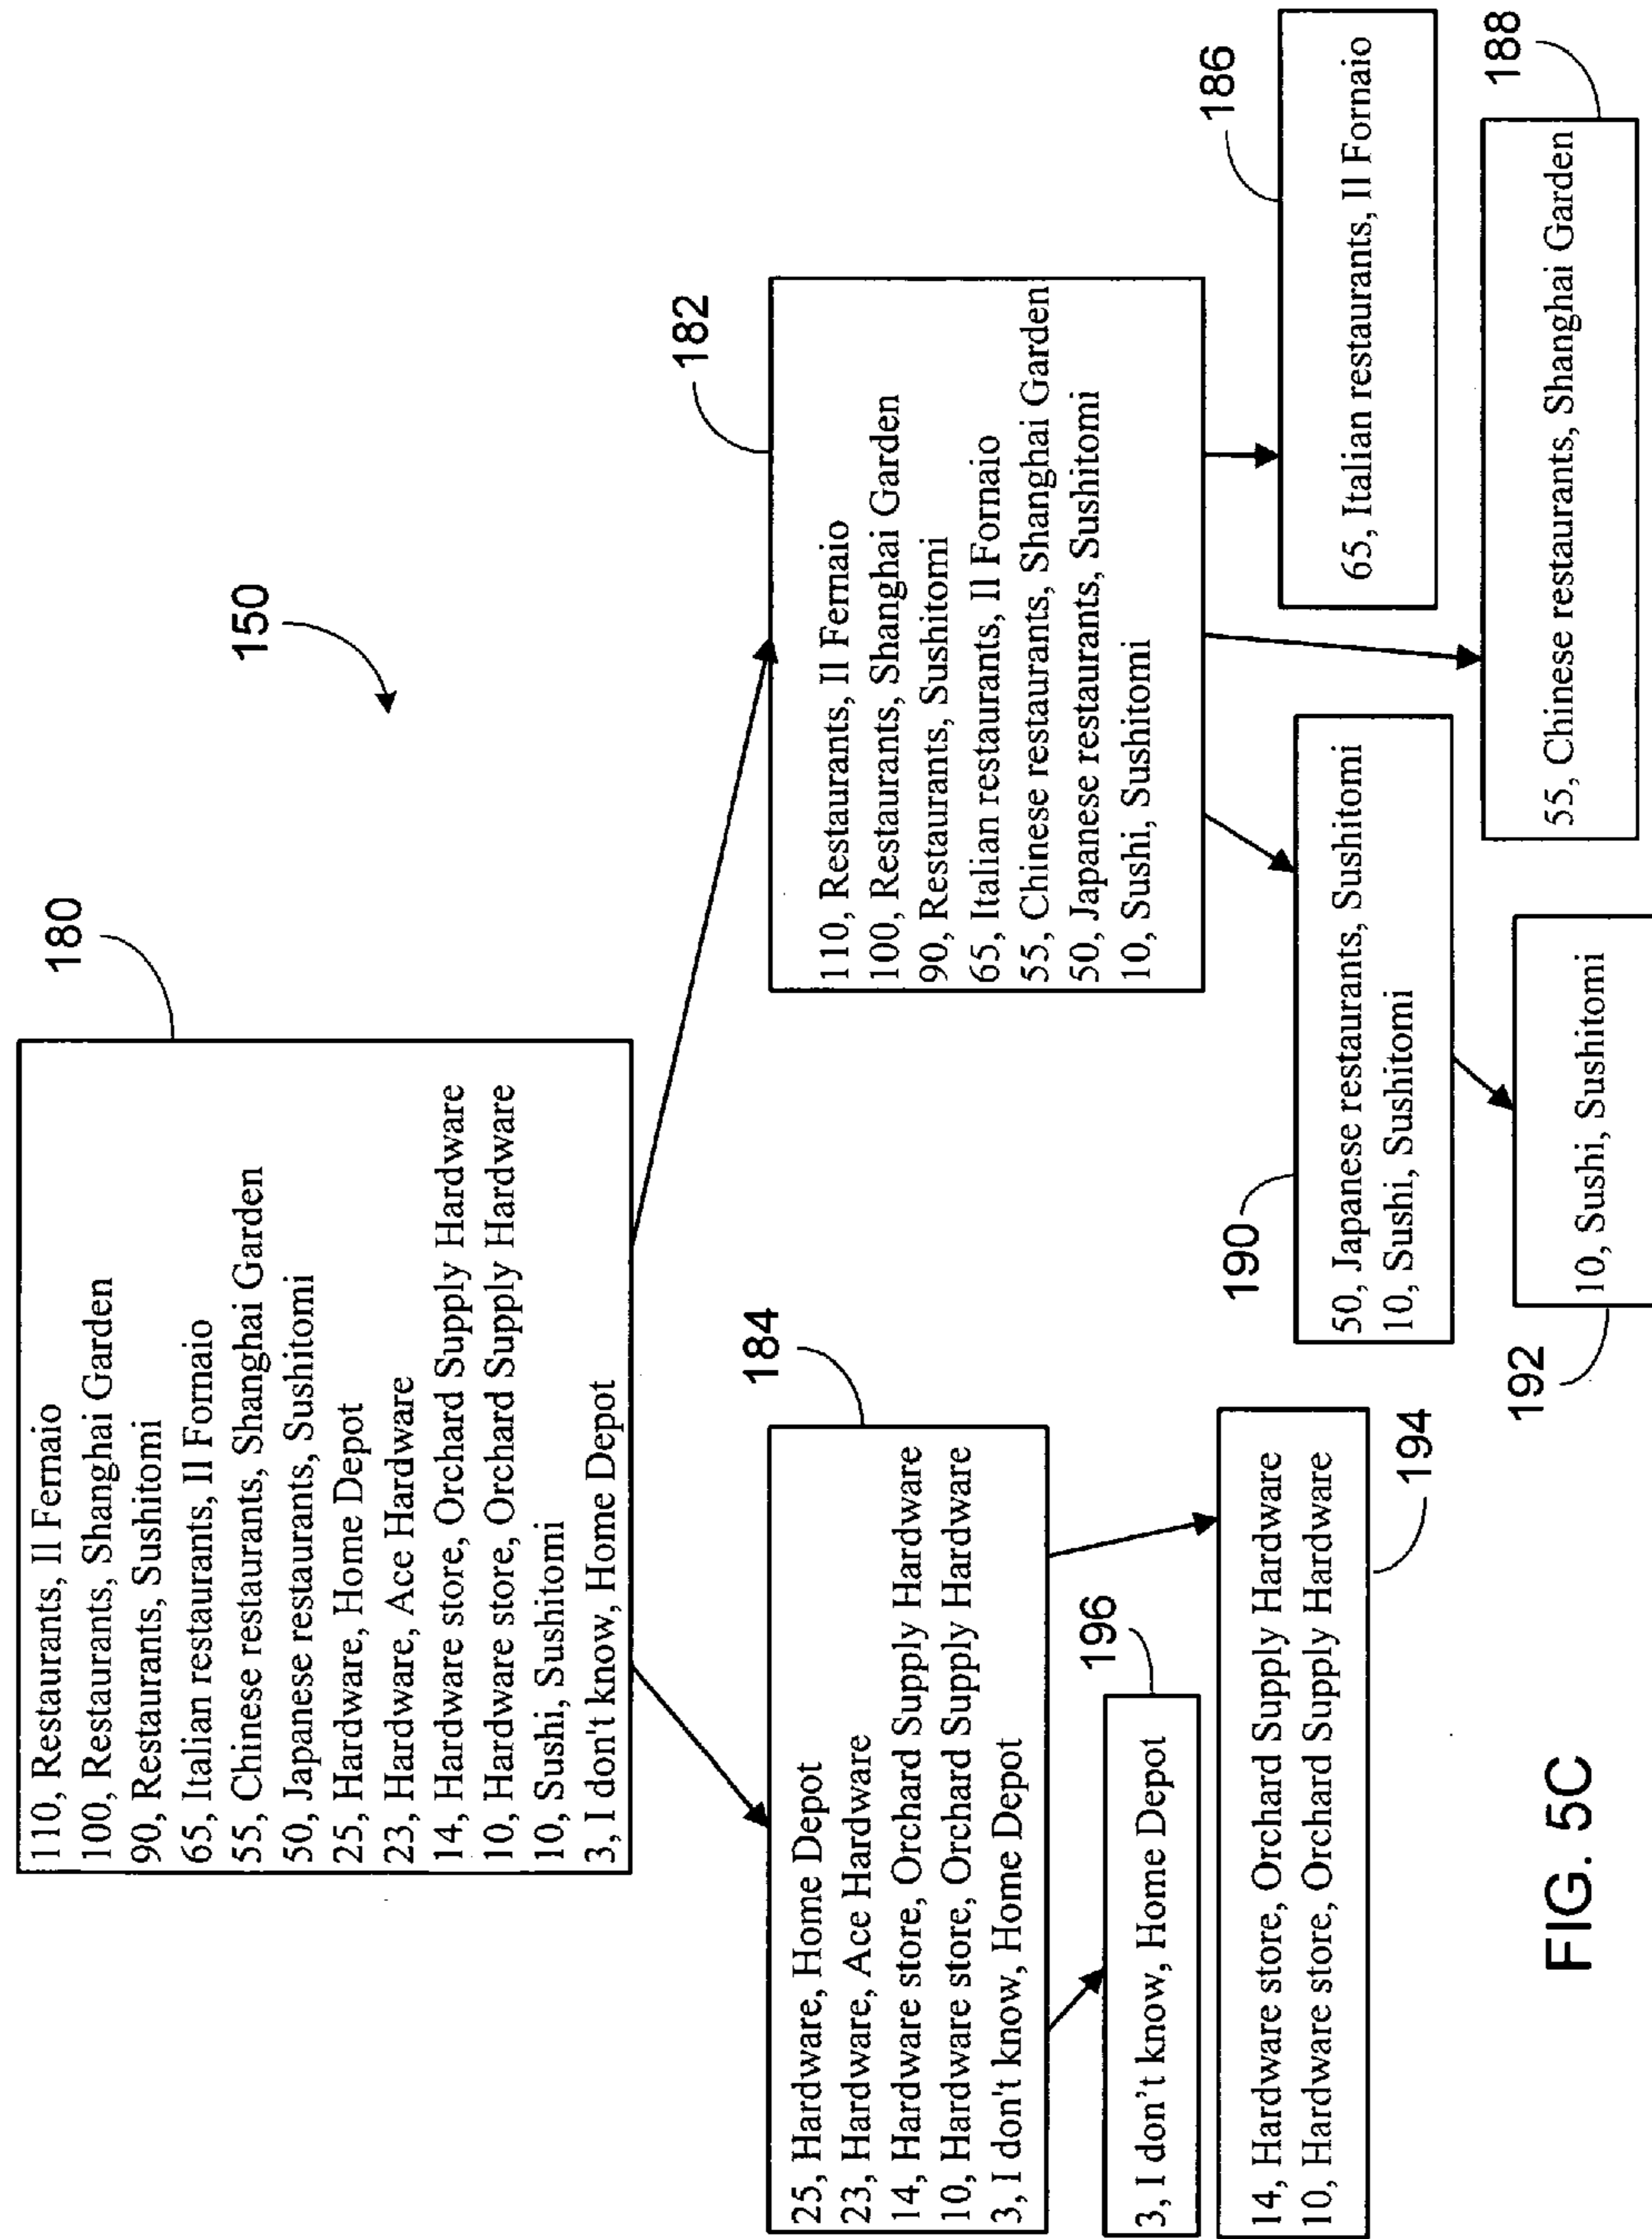 150
180
110, Restaurants, Il Fernaio
100, Restaurants, Shanghai Garden
90, Restaurants, Sushitomi
65, Italian restaurants, Il Fornaio
55, Chinese restaurants, Shanghai Garden
50, Japanese restaurants, Sushitomi
25, Hardware, Home Depot
23, Hardware, Ace Hardware
14, Hardware store, Orchard Supply Hardware
10, Hardware store, Orchard Supply Hardware
10, Sushi, Sushitomi
3, I don't know, Home Depot
184
25, Hardware, Home Depot
23, Hardware, Ace Hardware
14, Hardware store, Orchard Supply Hardware
10, Hardware store, Orchard Supply Hardware
3, I don't know, Home Depot
182
110, Restaurants, Il Fernaio
100, Restaurants, Shanghai Garden
90, Restaurants, Sushitomi
65, Italian restaurants, Il Fornaio
55, Chinese restaurants, Shanghai Garden
50, Japanese restaurants, Sushitomi
10, Sushi, Sushitomi
196
3, I don't know, Home Depot
194
14, Hardware store, Orchard Supply Hardware
10, Hardware store, Orchard Supply Hardware
190
50, Japanese restaurants, Sushitomi
10, Sushi, Sushitomi
186
65, Italian restaurants, Il Fornaio
192
10, Sushi, Sushitomi
188
55, Chinese restaurants, Shanghai Garden
FIG. 5C